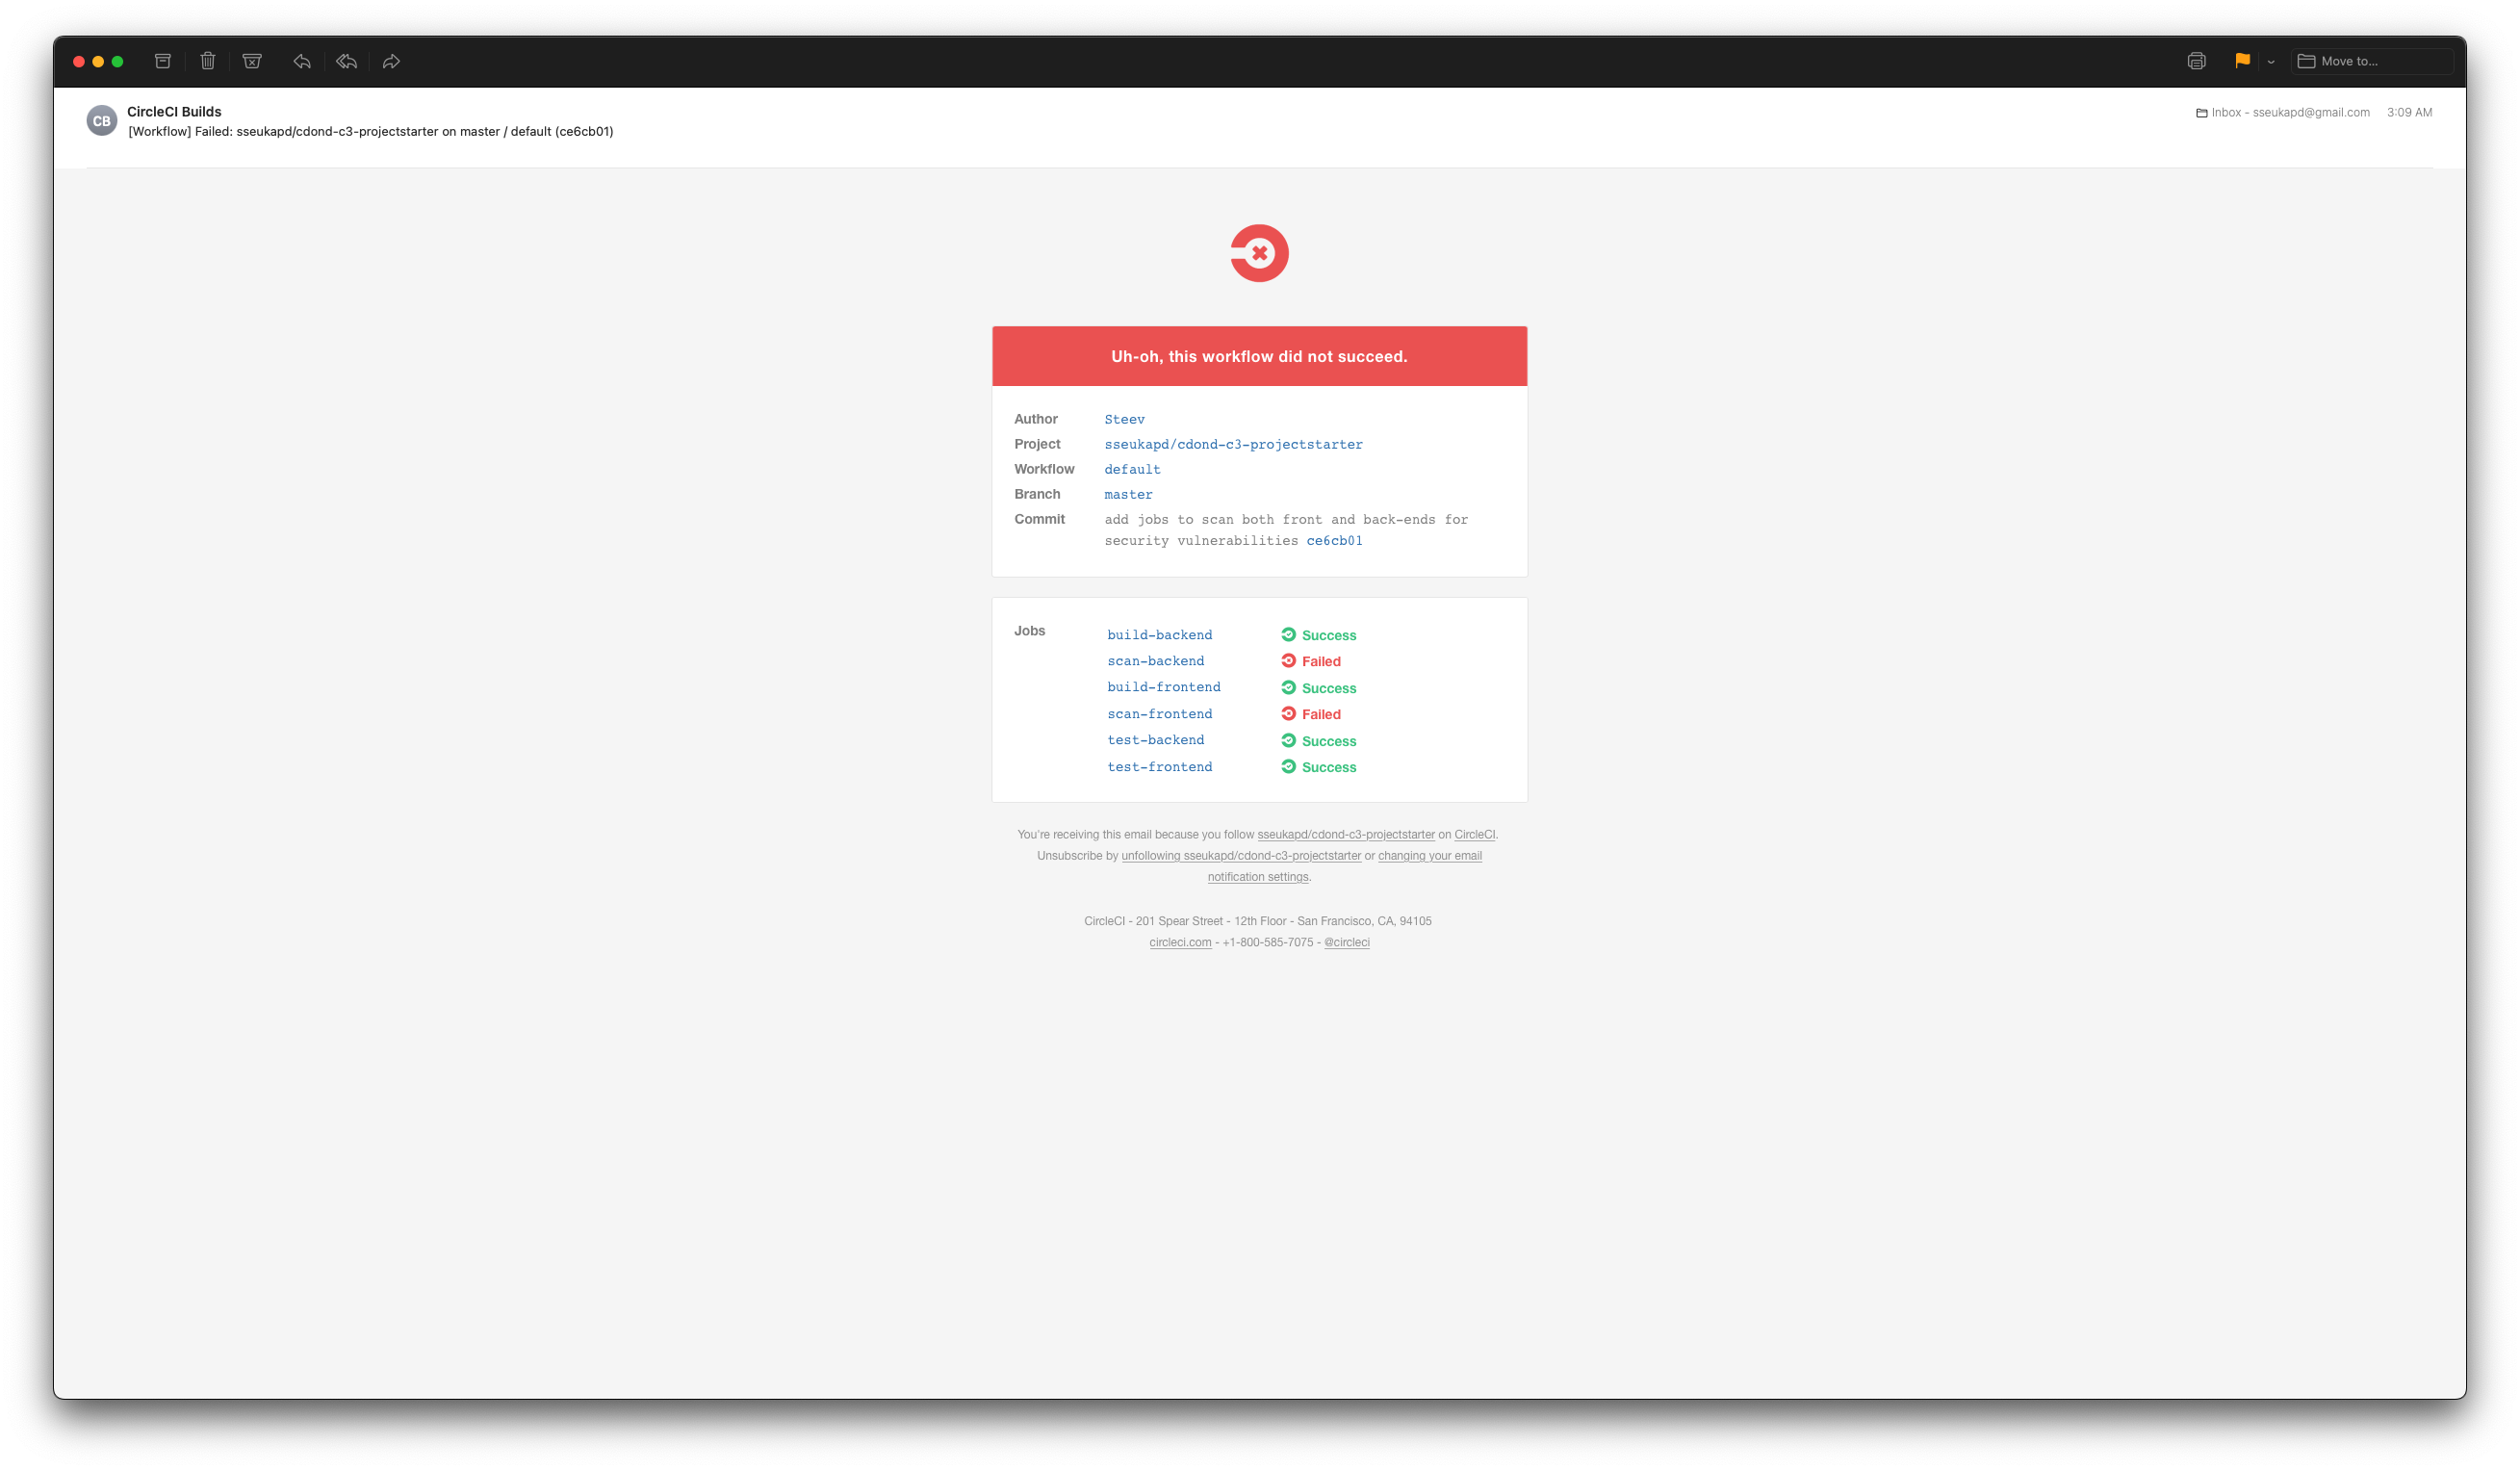 Move to...
CB
CircleCI Builds
Inbox - sseukapd@gmail.com 3:09 AM
[Workflow] Failed: sseukapd/cdond-c3-projectstarter on master / default (ce6cb01)
Uh-oh, this workflow did not succeed.
Author Steev
Project sseukapd/cdond-c3-projectstarter
Workflow default
Branch master
Commit add jobs to scan both front and back-ends for
security vulnerabilities ce6cb01
Jobs build-backend Success
scan-backend Failed
build-frontend Success
scan-frontend Failed
test-backend Success
test-frontend Success
You're receiving this email because you follow sseukapd/cdond-c3-projectstarter on CircleCI.
Unsubscribe by unfollowing sseukapd/cdond-c3-projectstarter or changing your email
notification settings.
CircleCI - 201 Spear Street - 12th Floor - San Francisco, CA, 94105
circleci.com - +1-800-585-7075 - @circleci